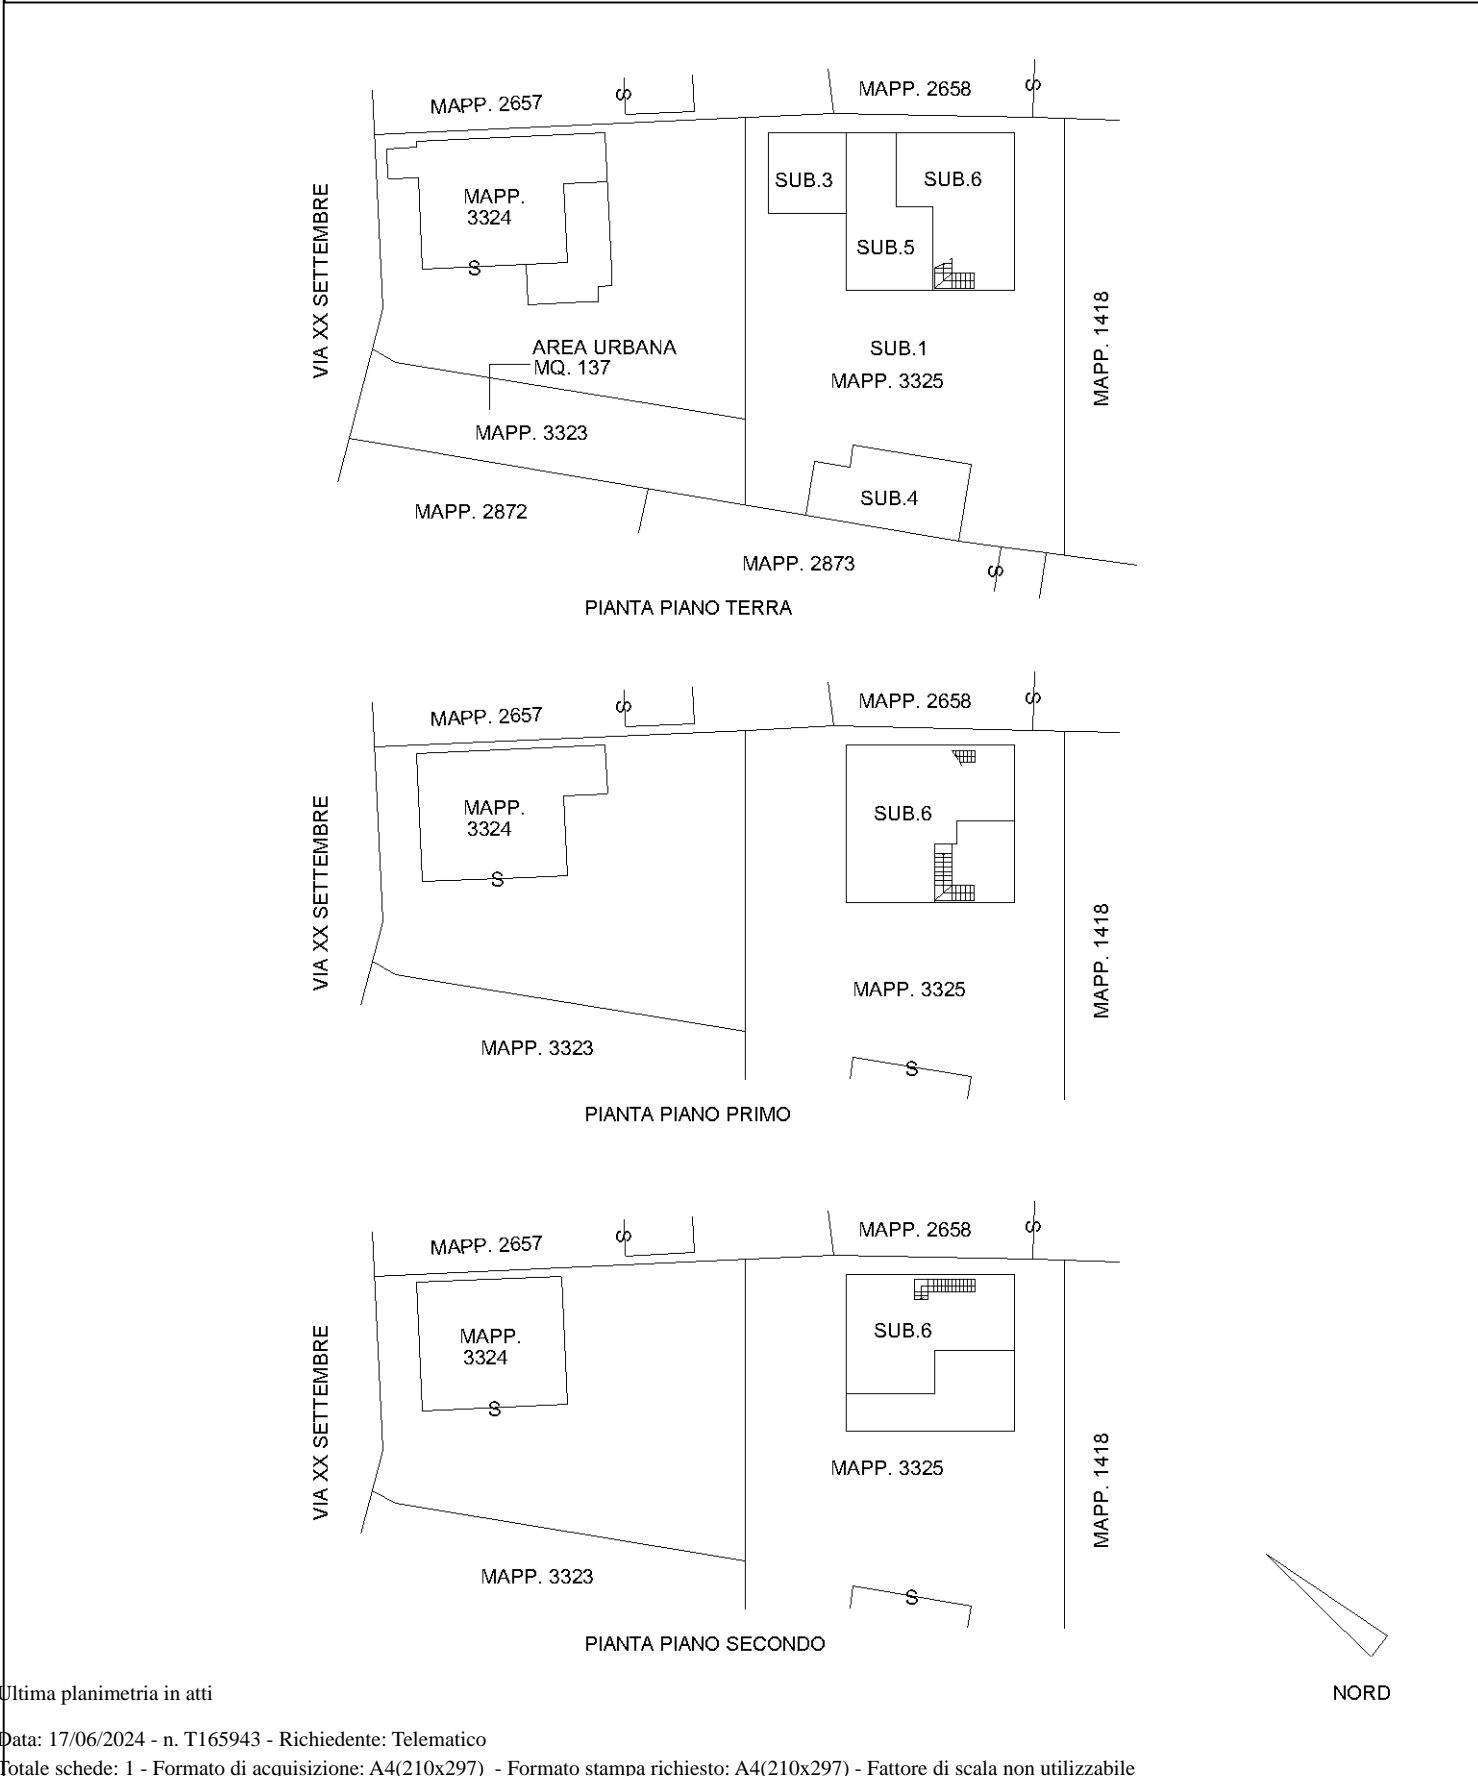 MAPP. 2657
S
MAPP. 2658
S
VIA XX SETTEMBRE
MAPP.
3324
S
SUB.3
SUB.6
SUB.5
AREA URBANA
MQ. 137
SUB.1
MAPP. 3325
MAPP. 1418
MAPP. 3323
MAPP. 2872
SUB.4
MAPP. 2873
S
PIANTA PIANO TERRA
MAPP. 2657
S
MAPP. 2658
S
VIA XX SETTEMBRE
MAPP.
3324
S
SUB.6
MAPP. 3325
MAPP. 1418
MAPP. 3323
S
PIANTA PIANO PRIMO
MAPP. 2657
S
MAPP. 2658
S
VIA XX SETTEMBRE
MAPP.
3324
S
SUB.6
MAPP. 3325
MAPP. 1418
MAPP. 3323
S
PIANTA PIANO SECONDO
NORD
Ultima planimetria in atti
Data: 17/06/2024 - n. T165943 - Richiedente: Telematico
Totale schede: 1 - Formato di acquisizione: A4(210x297) - Formato stampa richiesto: A4(210x297) - Fattore di scala non utilizzabile